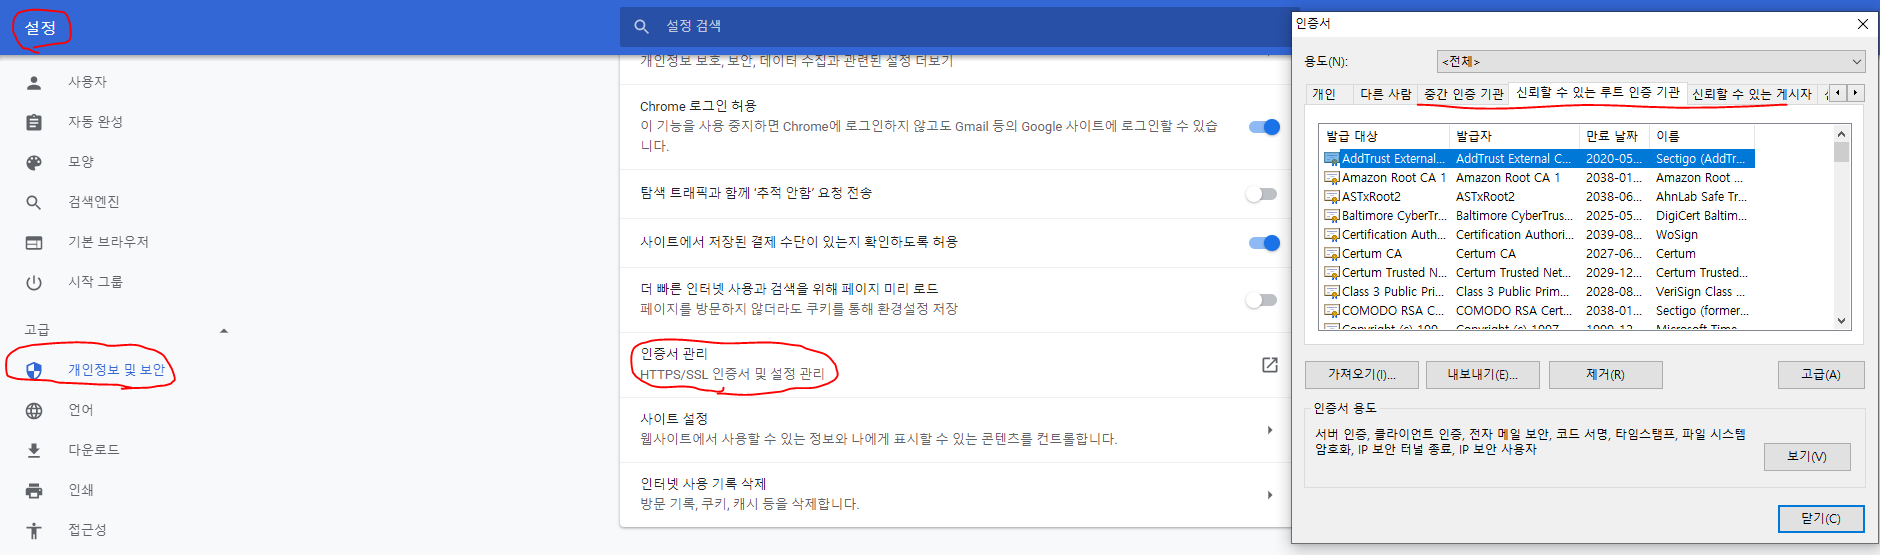 설정
설정 검색
사용자
자동 완성
모양
검색엔진
기본 브라우저
시작 그룹
고급
개인정보 및 보안
언어
다운로드
인쇄
접근성
개인정보 보호, 보안, 데이터 수집과 관련된 설정 더보기
Chrome 로그인 허용
이 기능을 사용 중지하면 Chrome에 로그인하지 않고도 Gmail 등의 Google 사이트에 로그인할 수 있습
니다.
탐색 트래픽과 함께 '추적 안함' 요청 전송
사이트에서 저장된 결제 수단이 있는지 확인하도록 허용
더 빠른 인터넷 사용과 검색을 위해 페이지 미리 로드
페이지를 방문하지 않더라도 쿠키를 통해 환경설정 저장
인증서 관리
HTTPS/SSL 인증서 및 설정 관리
사이트 설정
웹사이트에서 사용할 수 있는 정보와 나에게 표시할 수 있는 콘텐츠를 컨트롤합니다.
인터넷 사용 기록 삭제
방문 기록, 쿠키, 캐시 등을 삭제합니다.
인증서
용도(N): <전체>
개인 다른 사람 중간 인증 기관 신뢰할 수 있는 루트 인증 기관 신뢰할 수 있는 게시자
발급 대상 발급자 만료 날짜 이름
AddTrust External... AddTrust External C... 2020-05... Sectigo (AddTr...
Amazon Root CA 1 Amazon Root CA 1 2038-01... Amazon Root ...
ASTxRoot2 ASTxRoot2 2038-06... AhnLab Safe Tr...
Baltimore CyberTr... Baltimore CyberTrus... 2025-05... DigiCert Baltim...
Certification Auth... Certification Authori... 2039-08... WoSign
Certum CA Certum CA 2027-06... Certum
Certum Trusted N... Certum Trusted Net... 2029-12... Certum Trusted...
Class 3 Public Pri... Class 3 Public Prim... 2028-08... VeriSign Class ...
COMODO RSA C... COMODO RSA Cert... 2038-01... Sectigo (former...
Copyright (c) 199... Copyright (c) 1997 ... 1999-12... Microsoft Time...
가져오기(I)... 내보내기(E)... 제거(R) 고급(A)
인증서 용도
서버 인증, 클라이언트 인증, 전자 메일 보안, 코드 서명, 타임스탬프, 파일 시스템
암호화, IP 보안 터널 종료, IP 보안 사용자
보기(V)
닫기(C)